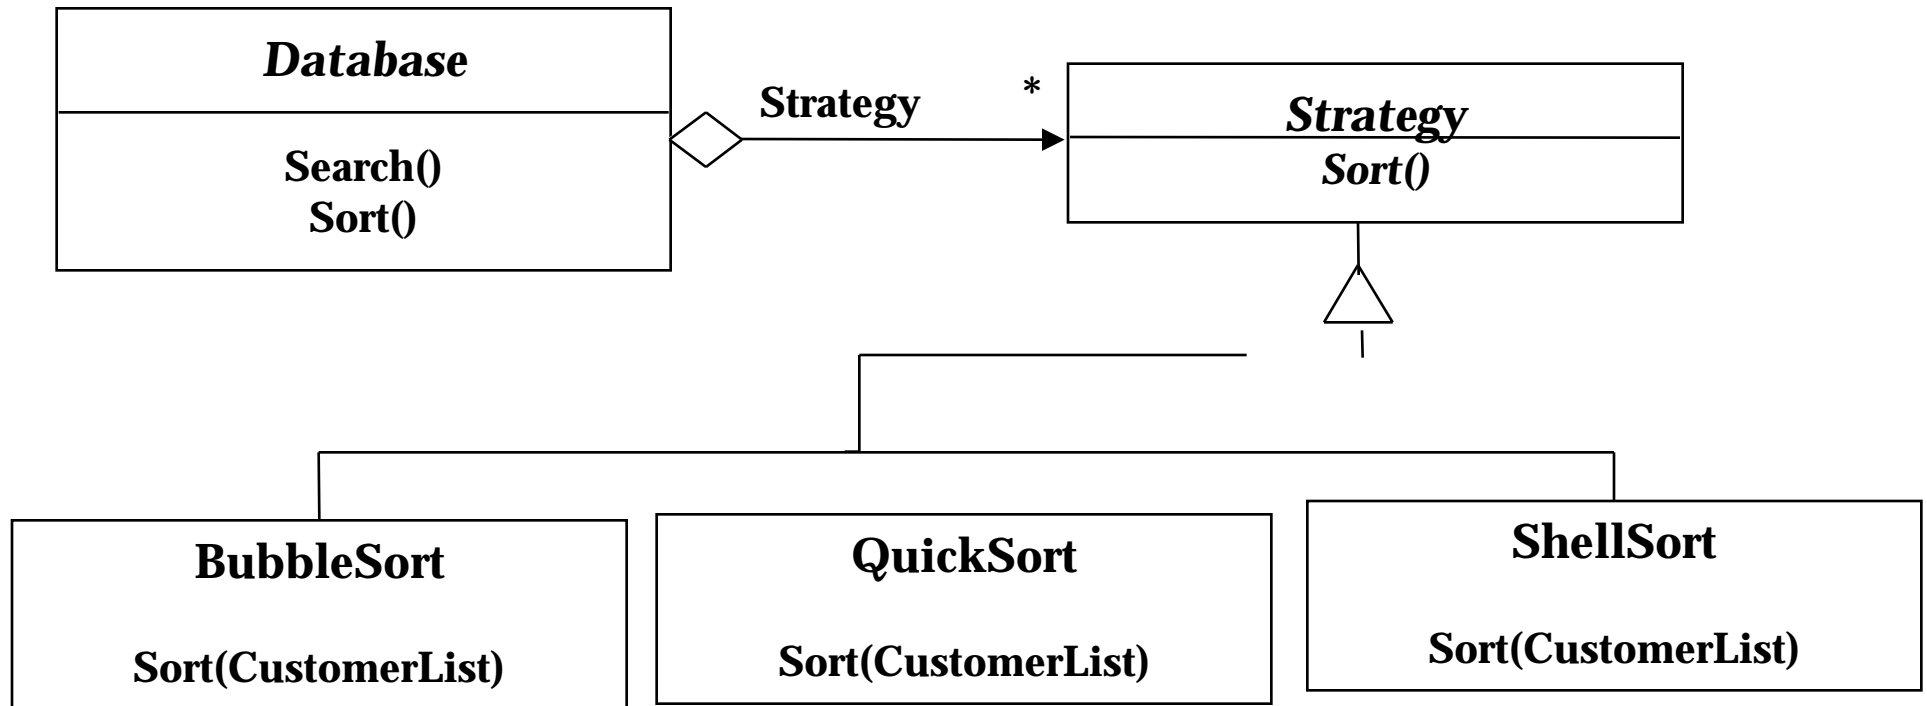 Database
Search()
Sort()
Strategy
*
Strategy
Sort()
BubbleSort
Sort(CustomerList)
QuickSort
Sort(CustomerList)
ShellSort
Sort(CustomerList)